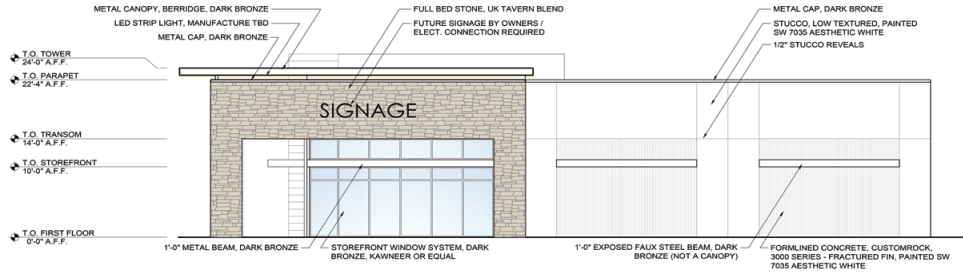 METAL CANOPY, BERRIDGE, DARK BRONZE
LED STRIP LIGHT, MANUFACTURE TBD
METAL CAP, DARK BRONZE
FULL BED STONE, UK TAVERN BLEND
FUTURE SIGNAGE BY OWNERS /
ELECT. CONNECTION REQUIRED
METAL CAP, DARK BRONZE
STUCCO, LOW TEXTURED, PAINTED
SW 7035 AESTHETIC WHITE
1/2" STUCCO REVEALS
T.O. TOWER
24'-0" A.F.F.
T.O. PARAPET
22'-4" A.F.F.
SIGNAGE
T.O. TRANSOM
14'-0" A.F.F.
T.O. STOREFRONT
10'-0" A.F.F.
T.O. FIRST FLOOR
0'-0" A.F.F.
1'-0" METAL BEAM, DARK BRONZE
STOREFRONT WINDOW SYSTEM, DARK
BRONZE, KAWNEER OR EQUAL
1'-0" EXPOSED FAUX STEEL BEAM, DARK
BRONZE (NOT A CANOPY)
FORMLINED CONCRETE, CUSTOMROCK,
3000 SERIES - FRACTURED FIN, PAINTED SW
7035 AESTHETIC WHITE